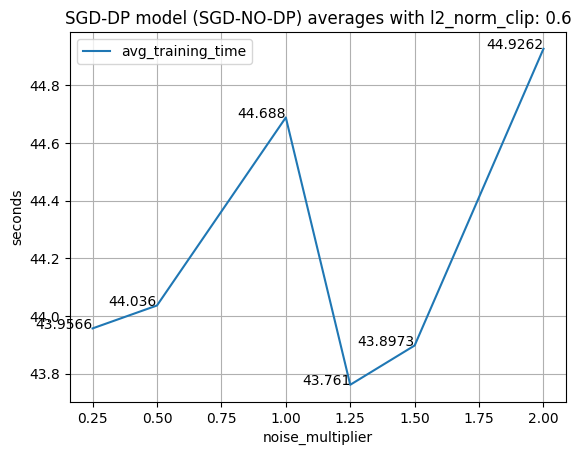 SGD-DP model (SGD-NO-DP) averages with l2_norm_clip: 0.6
avg_training_time
44.9262
44.8
44.688
44.6
44.4
44.2
44.036
44.0
43.9566
43.8973
43.8
43.761
seconds
0.25 0.50 0.75 1.00 1.25 1.50 1.75 2.00
noise_multiplier